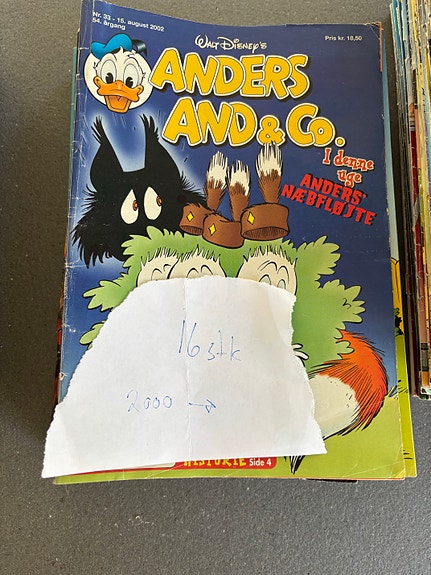 Nr. 33 - 15. august 2002
54. årgang
WALT DISNEY'S
Pris kr. 18,50
ANDERS
AND & CO.
I denne
uge
ANDERS'
NÆBFLØJTE
16 stk
2000 →
HISTORIE Side 4